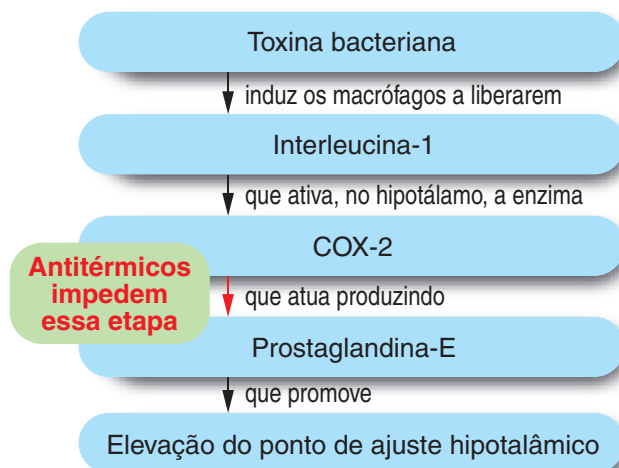 Toxina bacteriana
induz os macrófagos a liberarem
Interleucina-1
que ativa, no hipotálamo, a enzima
COX-2
Antitérmicos
impedem
essa etapa
que atua produzindo
Prostaglandina-E
que promove
Elevação do ponto de ajuste hipotalâmico